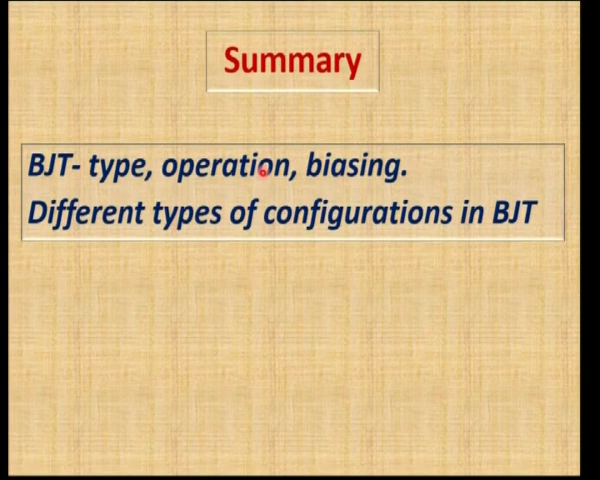 Summary
BJT- type, operation, biasing.
Different types of configurations in BJT